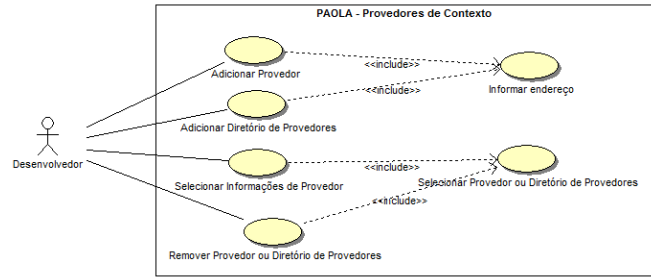 PAOLA - Provedores de Contexto
Adicionar Provedor
<<include>>
Informar endereço
<<include>>
Adicionar Diretório de Provedores
Desenvolvedor
<<include>>
Selecionar Informações de Provedor
Selecionar Provedor ou Diretório de Provedores
<<include>>
Remover Provedor ou Diretório de Provedores